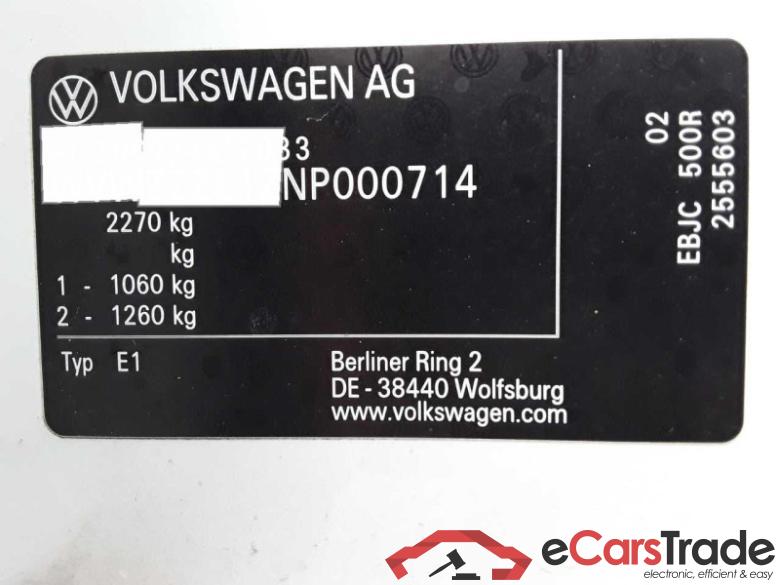 VOLKSWAGEN AG
33
NP000714
2270 kg
kg
1 - 1060 kg
2 - 1260 kg
Typ E1
Berliner Ring 2
DE - 38440 Wolfsburg
www.volkswagen.com
02
EBJC 500R
2555603
eCarsTrade
electronic, efficient & easy